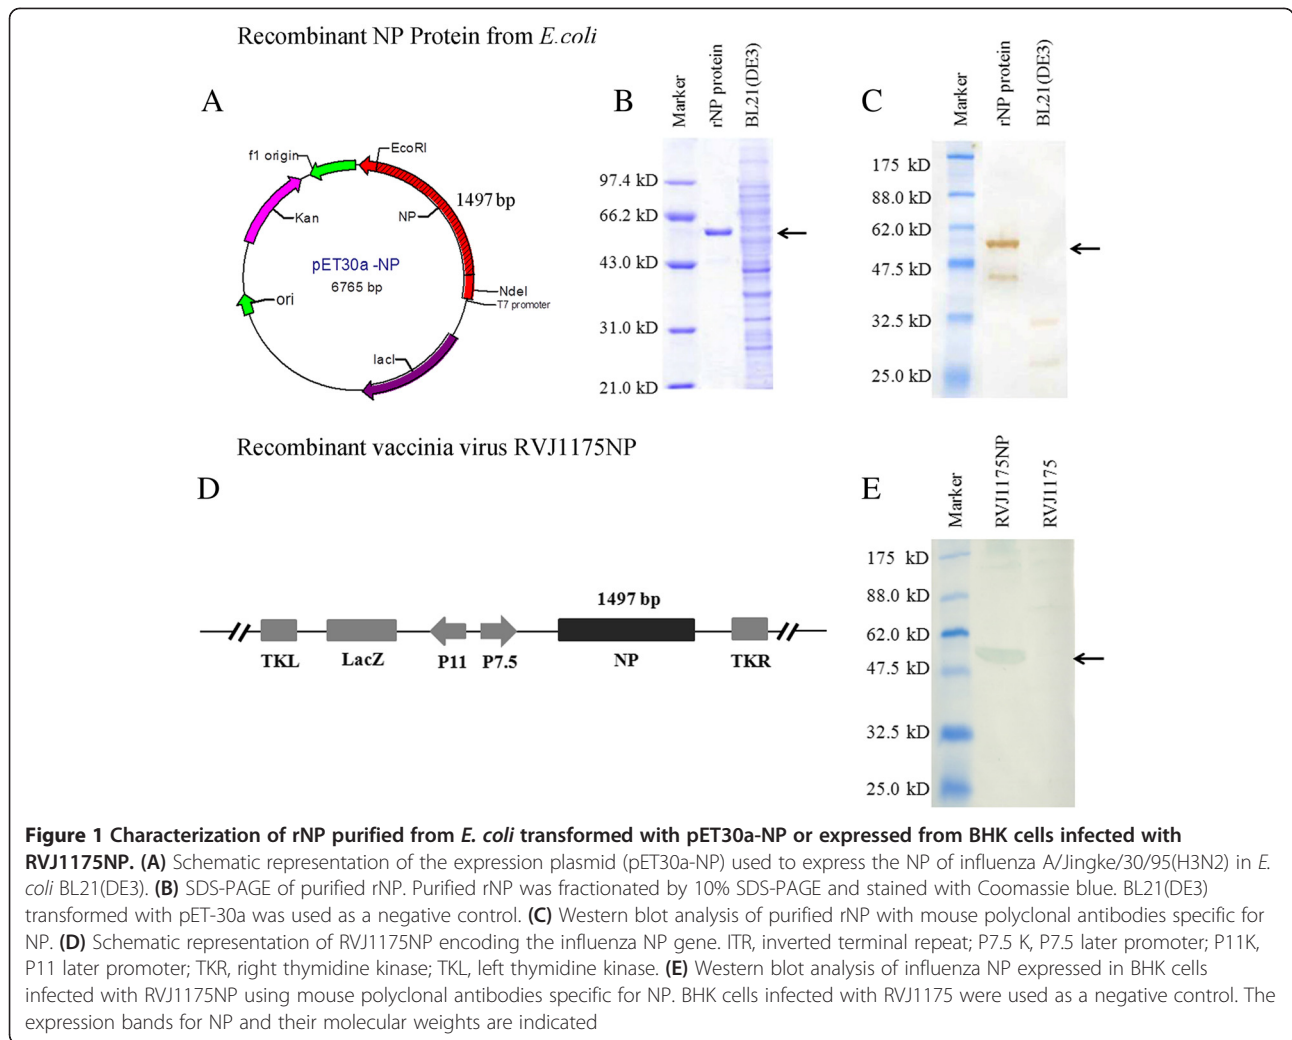 Recombinant NP Protein from E.coli
A
f1 origin
EcoRI
1497 bp
NP
Kan
pET30a -NP
6765 bp
ori
NdeI
T7 promoter
lacI
B
Marker
rNP protein
BL21(DE3)
97.4 kD
66.2 kD
43.0 kD
31.0 kD
21.0 kD
C
Marker
rNP protein
BL21(DE3)
175 kD
88.0 kD
62.0 kD
47.5 kD
32.5 kD
25.0 kD
Recombinant vaccinia virus RVJ1175NP
D
1497 bp
TKL
LacZ
P11
P7.5
NP
TKR
E
Marker
RVJ1175NP
RVJ1175
175 kD
88.0 kD
62.0 kD
47.5 kD
32.5 kD
25.0 kD
Figure 1 Characterization of rNP purified from E. coli transformed with pET30a-NP or expressed from BHK cells infected with
RVJ1175NP. (A) Schematic representation of the expression plasmid (pET30a-NP) used to express the NP of influenza A/Jingke/30/95(H3N2) in E.
coli BL21(DE3). (B) SDS-PAGE of purified rNP. Purified rNP was fractionated by 10% SDS-PAGE and stained with Coomassie blue. BL21(DE3)
transformed with pET-30a was used as a negative control. (C) Western blot analysis of purified rNP with mouse polyclonal antibodies specific for
NP. (D) Schematic representation of RVJ1175NP encoding the influenza NP gene. ITR, inverted terminal repeat; P7.5 K, P7.5 later promoter; P11K,
P11 later promoter; TKR, right thymidine kinase; TKL, left thymidine kinase. (E) Western blot analysis of influenza NP expressed in BHK cells
infected with RVJ1175NP using mouse polyclonal antibodies specific for NP. BHK cells infected with RVJ1175 were used as a negative control. The
expression bands for NP and their molecular weights are indicated